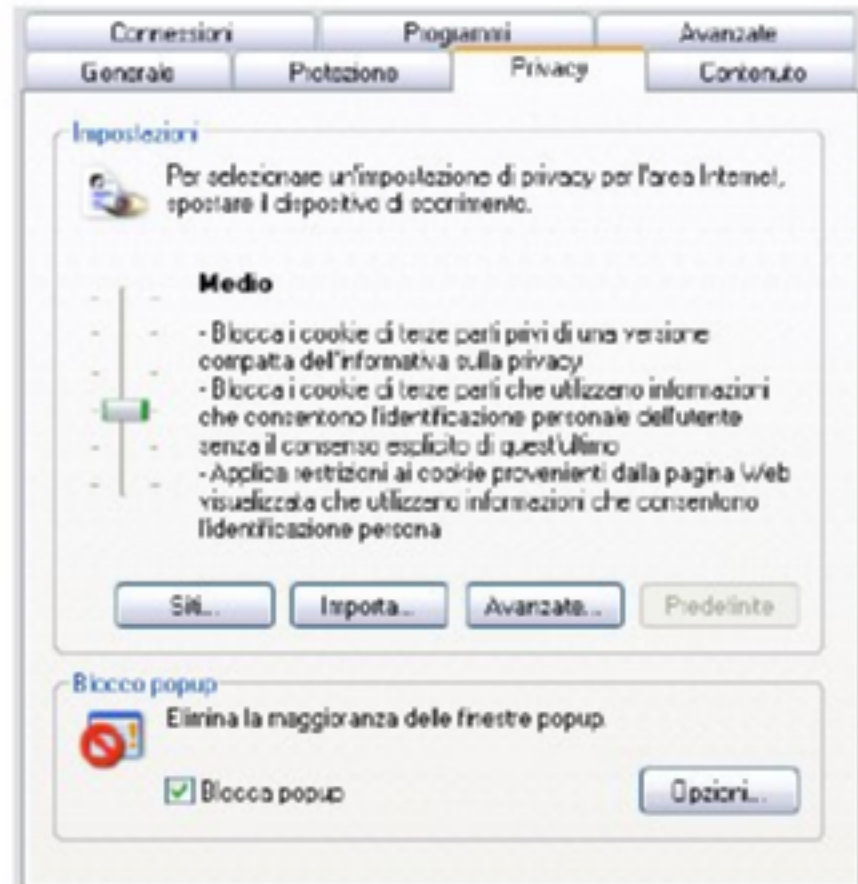 Connessioni Programmi Avanzate
Generale Protezione Privacy Contenuto
Impostazioni
Per selezionare un'impostazione di privacy per l'area Internet,
spostare il dispositivo di scorrimento.
Medio
- Blocca i cookie di terze parti privi di una versione
compatta dell'informativa sulla privacy
- Blocca i cookie di terze parti che utilizzano informazioni
che consentono l'identificazione personale dell'utente
senza il consenso esplicito di quest'ultimo
- Applica restrizioni ai cookie provenienti dalla pagina Web
visualizzata che utilizzano informazioni che consentono
l'identificazione persona
Siti... Importa... Avanzate... Predefinite
Blocco popup
Elimina la maggioranza delle finestre popup.
Blocca popup Opzioni...